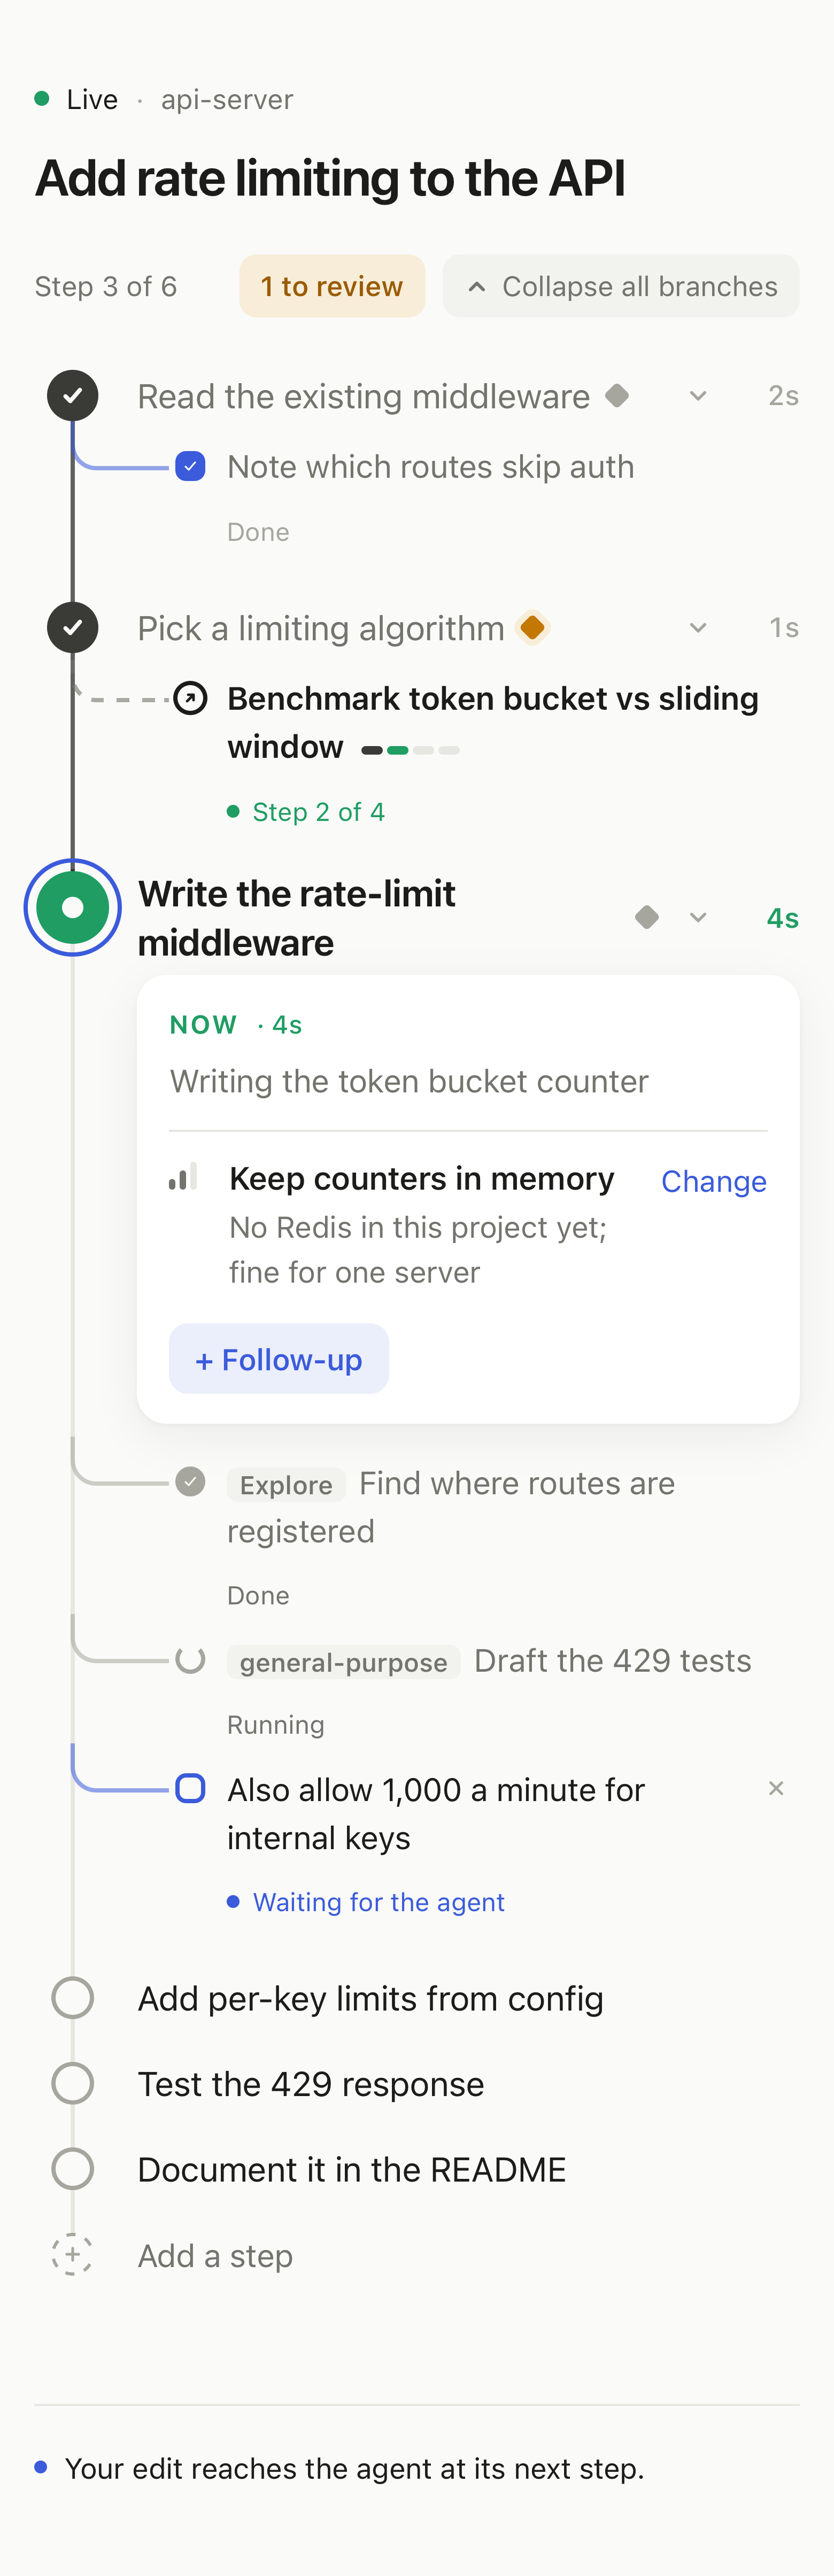 Live · api-server
Add rate limiting to the API
Step 3 of 6
1 to review
Collapse all branches
Read the existing middleware
2s
Note which routes skip auth
Done
Pick a limiting algorithm
1s
Benchmark token bucket vs sliding
window
Step 2 of 4
Write the rate-limit
middleware
4s
NOW · 4s
Writing the token bucket counter
Keep counters in memory
Change
No Redis in this project yet;
fine for one server
+ Follow-up
Explore Find where routes are
registered
Done
general-purpose Draft the 429 tests
Running
Also allow 1,000 a minute for
internal keys
Waiting for the agent
Add per-key limits from config
Test the 429 response
Document it in the README
Add a step
Your edit reaches the agent at its next step.